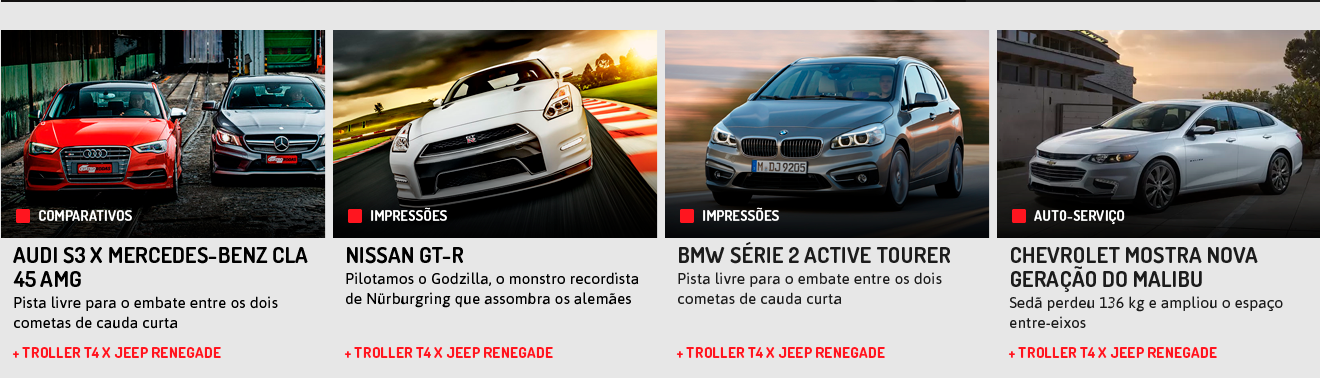 COMPARATIVOS
AUDI S3 X MERCEDES-BENZ CLA
45 AMG
Pista livre para o embate entre os dois
cometas de cauda curta
+ TROLLER T4 X JEEP RENEGADE
IMPRESSÕES
NISSAN GT-R
Pilotamos o Godzilla, o monstro recordista
de Nürburgring que assombra os alemães
+ TROLLER T4 X JEEP RENEGADE
M·DJ 9205
IMPRESSÕES
BMW SÉRIE 2 ACTIVE TOURER
Pista livre para o embate entre os dois
cometas de cauda curta
+ TROLLER T4 X JEEP RENEGADE
AUTO-SERVIÇO
CHEVROLET MOSTRA NOVA
GERAÇÃO DO MALIBU
Sedã perdeu 136 kg e ampliou o espaço
entre-eixos
+ TROLLER T4 X JEEP RENEGADE